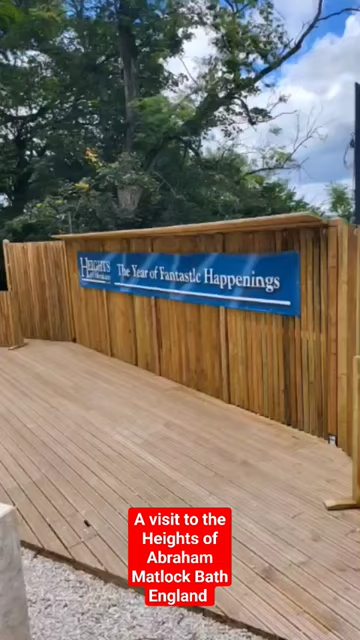 HEIGHTS
of Abraham
The Year of Fantastic Happenings
A visit to the
Heights of
Abraham
Matlock Bath
England